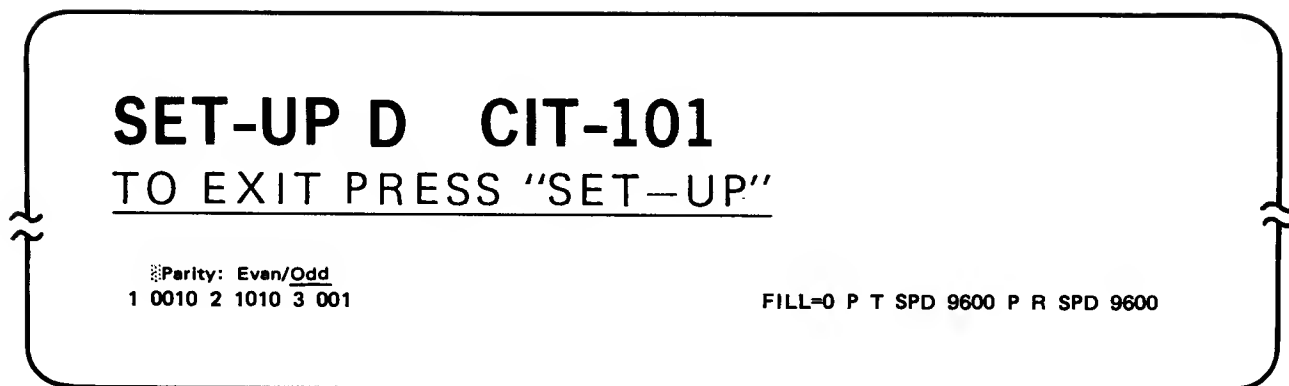 SET-UP D CIT-101
TO EXIT PRESS "SET-UP"
Parity: Evan/Odd
1 0010 2 1010 3 001 FILL=0 P T SPD 9600 P R SPD 9600